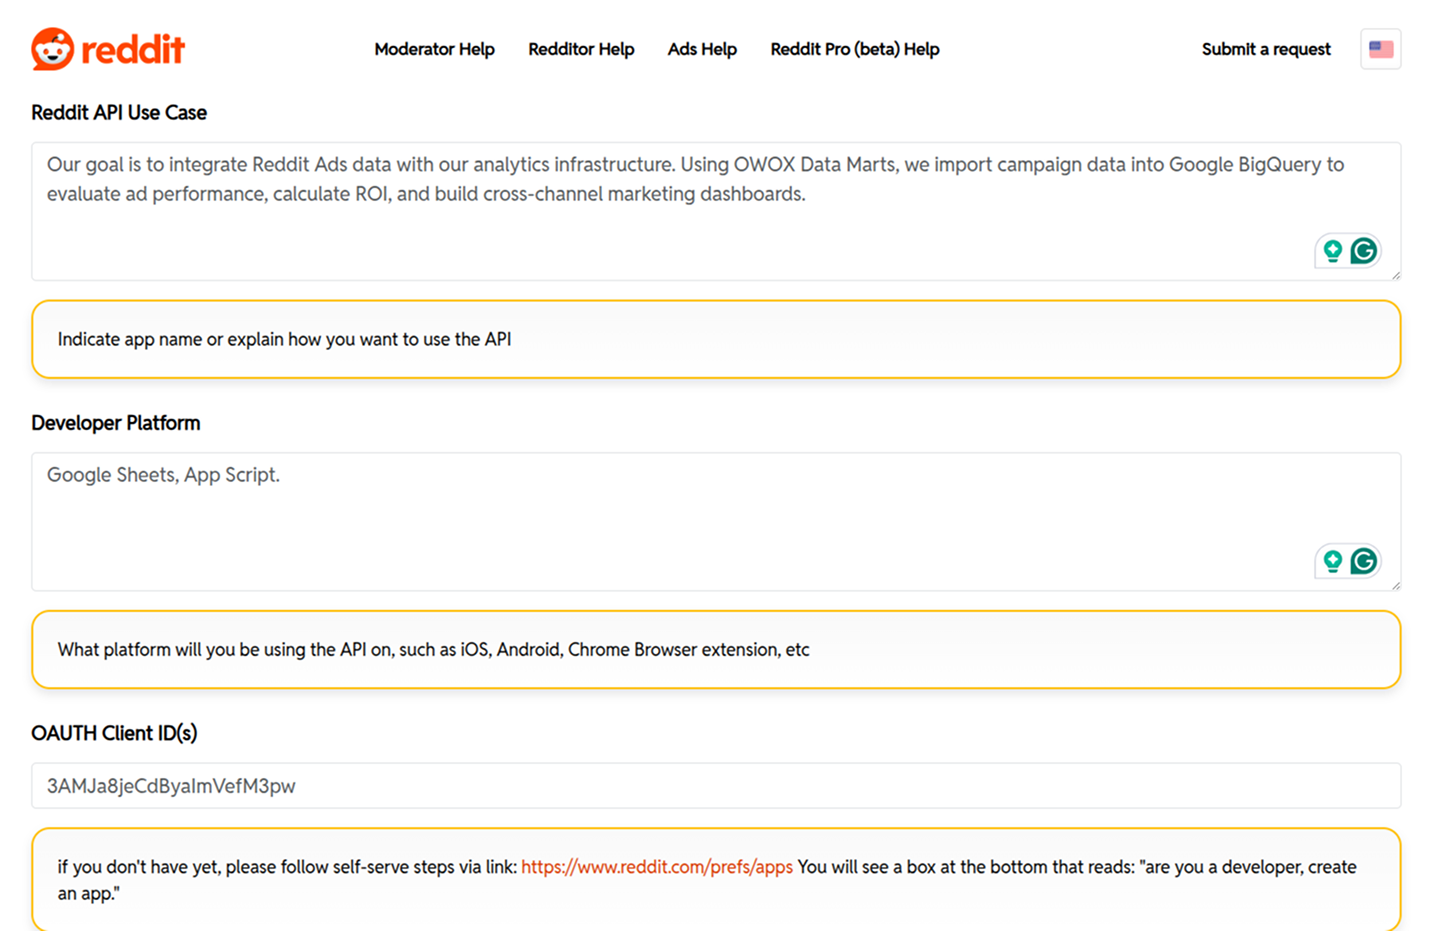 reddit
Moderator Help
Redditor Help
Ads Help
Reddit Pro (beta) Help
Submit a request
Reddit API Use Case
Our goal is to integrate Reddit Ads data with our analytics infrastructure. Using OWOX Data Marts, we import campaign data into Google BigQuery to
evaluate ad performance, calculate ROI, and build cross-channel marketing dashboards.
Indicate app name or explain how you want to use the API
Developer Platform
Google Sheets, App Script.
What platform will you be using the API on, such as iOS, Android, Chrome Browser extension, etc
OAUTH Client ID(s)
3AMJa8jeCdByaImVefM3pw
if you don't have yet, please follow self-serve steps via link: https://www.reddit.com/prefs/apps You will see a box at the bottom that reads: "are you a developer, create
an app."